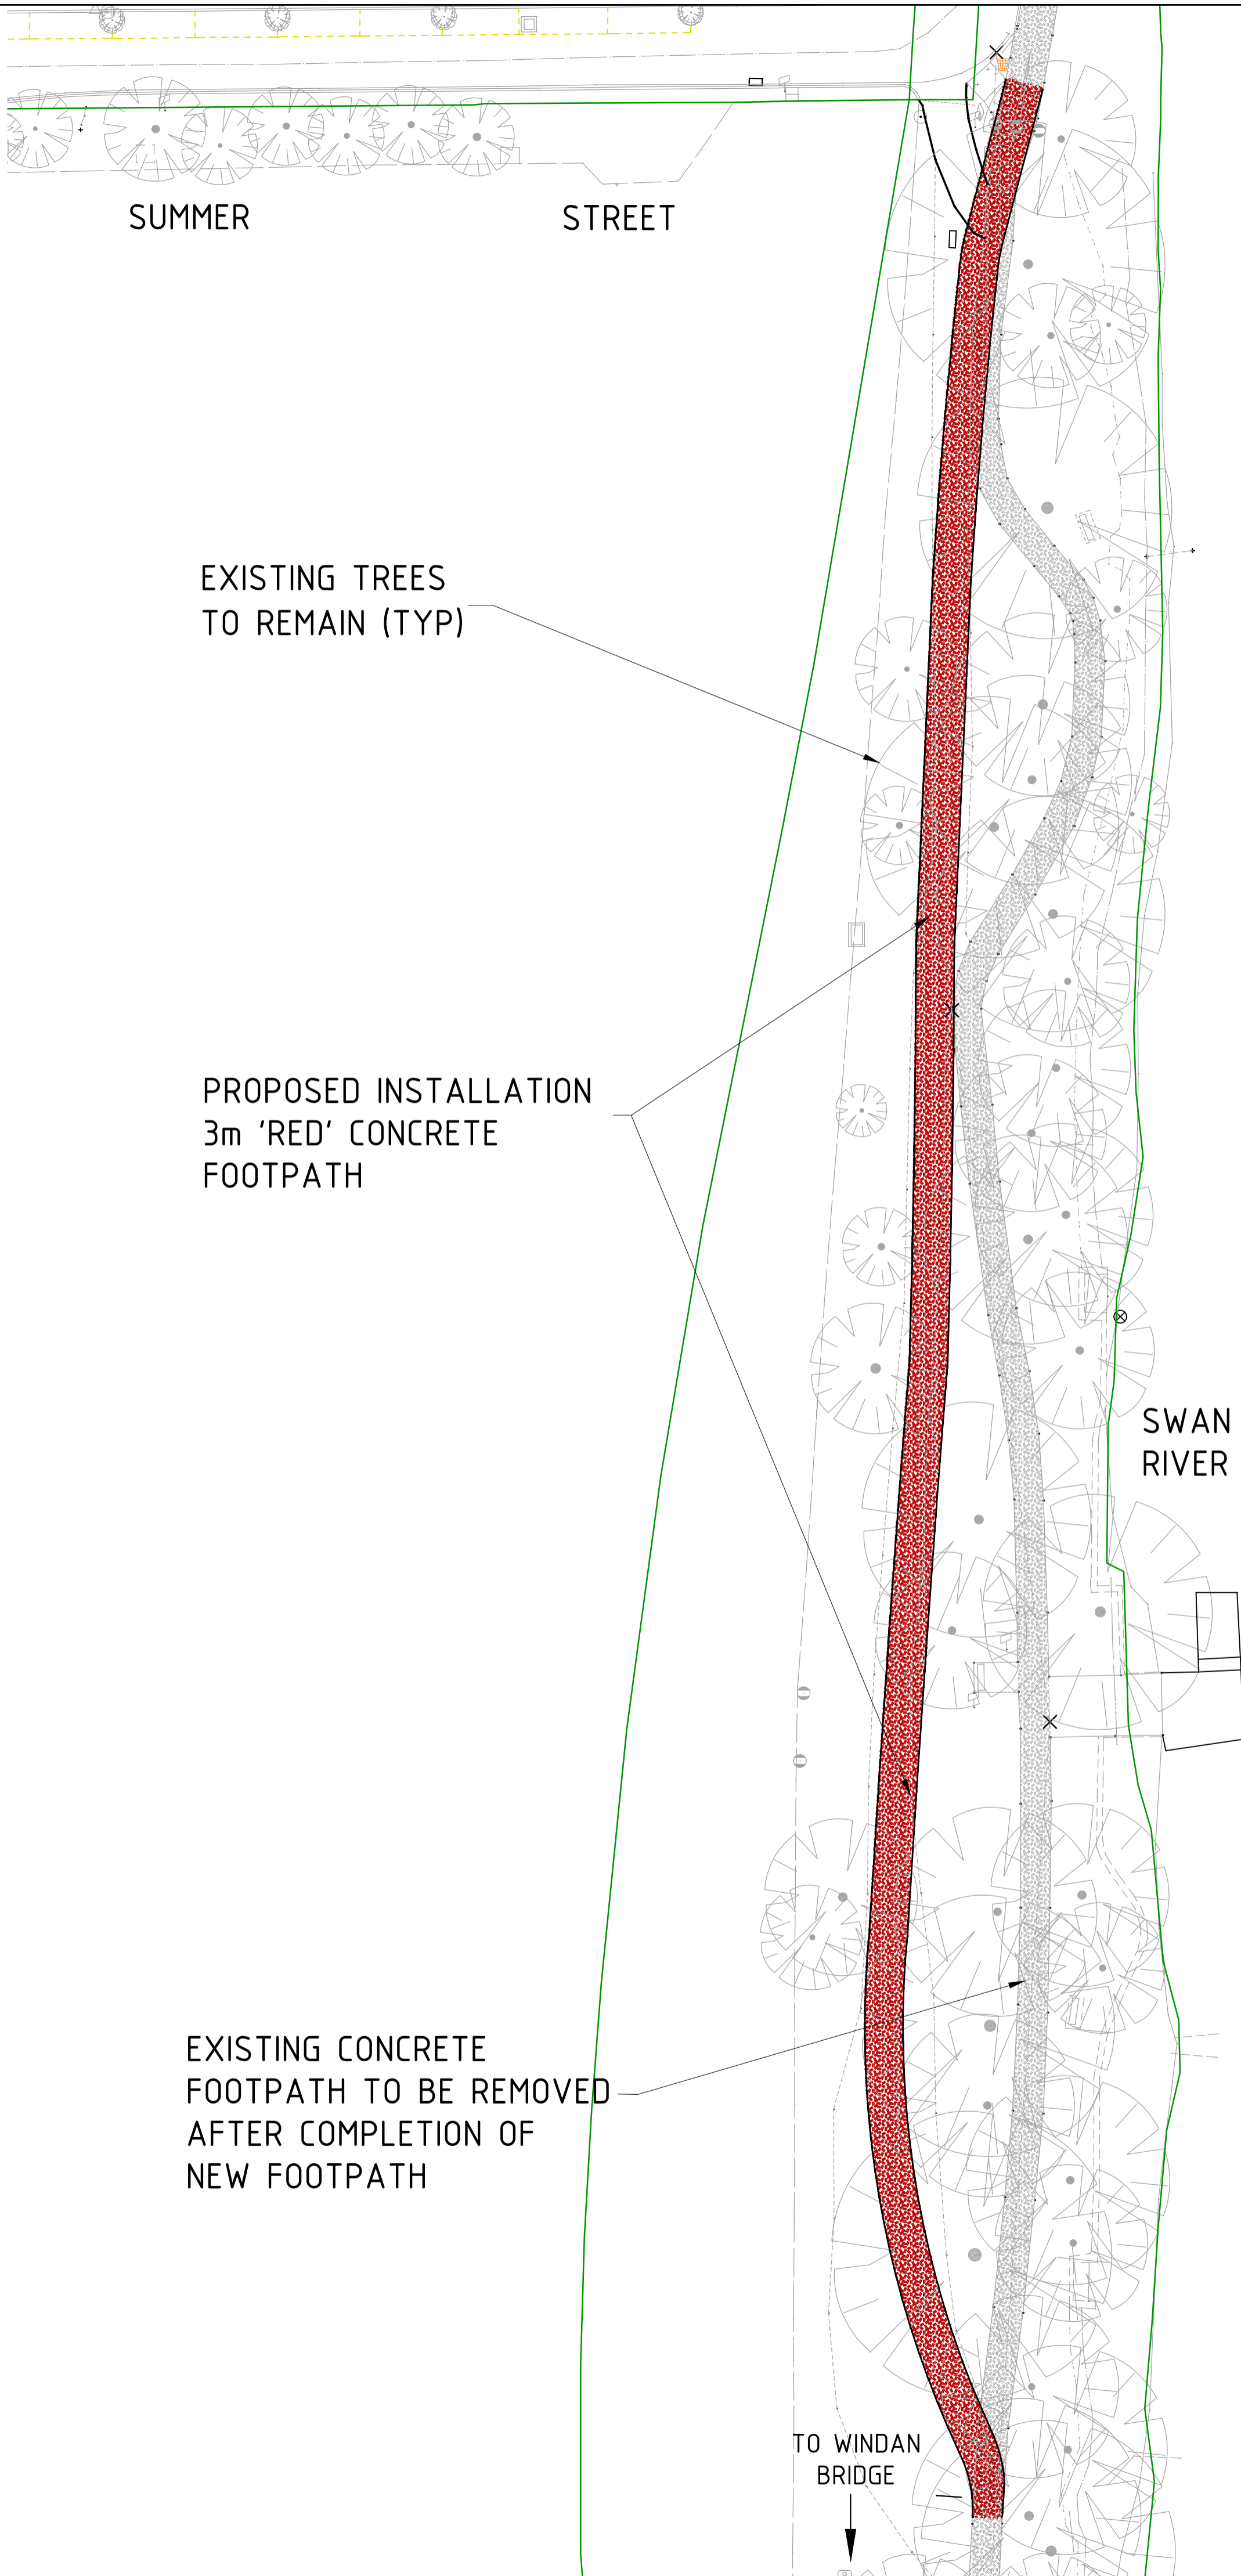 SUMMER STREET
EXISTING TREES
TO REMAIN (TYP)
PROPOSED INSTALLATION
3m 'RED' CONCRETE
FOOTPATH
SWAN
RIVER
EXISTING CONCRETE
FOOTPATH TO BE REMOVED
AFTER COMPLETION OF
NEW FOOTPATH
TO WINDAN
BRIDGE